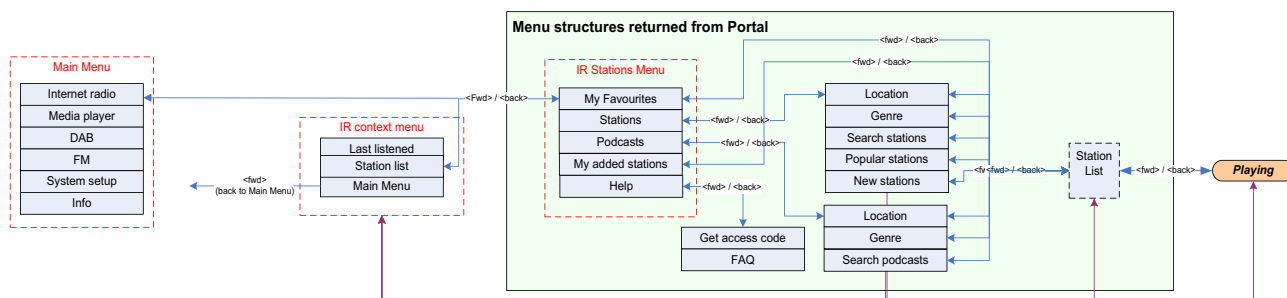 Menu structures returned from Portal
Main Menu
Internet radio
Media player
DAB
FM
System setup
Info
<fwd>
(back to Main Menu)
IR context menu
Last listened
Station list
Main Menu
<Fwd> / <back>
IR Stations Menu
My Favourites
Stations
Podcasts
My added stations
Help
<fwd> / <back>
<fwd> / <back>
<fwd> / <back>
<fwd> / <back>
<fwd> / <back>
Get access code
FAQ
Location
Genre
Search stations
Popular stations
New stations
Location
Genre
Search podcasts
<fwd> / <back>
Station
List
<fwd> / <back>
Playing